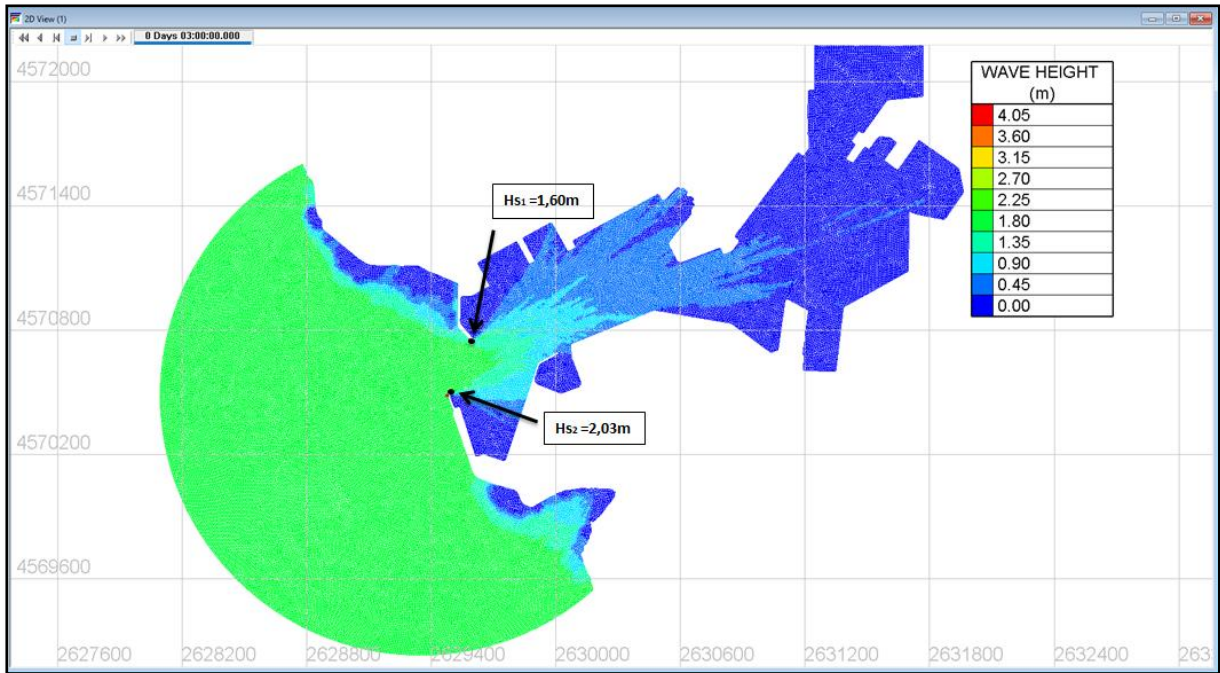 2D View (1)
0 Days 03:00:00.000
4572000
WAVE HEIGHT
(m)
4.05
3.60
3.15
2.70
2.25
1.80
1.35
0.90
0.45
0.00
4571400
Hs₁ =1,60m
4570800
Hs₂ =2,03m
4570200
4569600
2627600 2628200 2628800 2629400 2630000 2630600 2631200 2631800 2632400 263